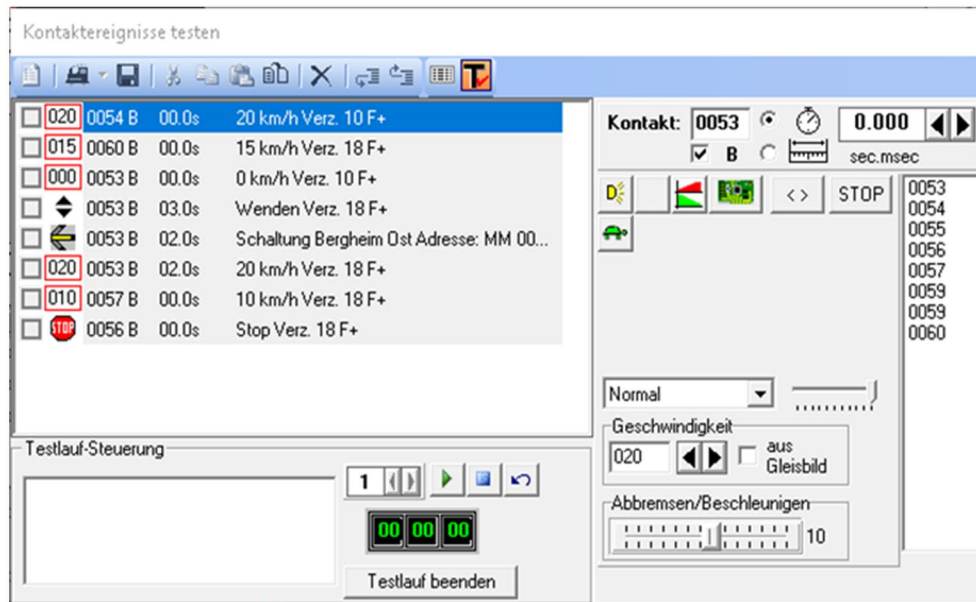 Kontaktereignisse testen
020 0054 B 00.0s 20 km/h Verz. 10 F+
015 0060 B 00.0s 15 km/h Verz. 18 F+
000 0053 B 00.0s 0 km/h Verz. 10 F+
0053 B 03.0s Wenden Verz. 18 F+
0053 B 02.0s Schaltung Bergheim Ost Adresse: MM 00...
020 0053 B 02.0s 20 km/h Verz. 18 F+
010 0057 B 00.0s 10 km/h Verz. 18 F+
STOP 0056 B 00.0s Stop Verz. 18 F+
Testlauf-Steuerung
1
00 00 00
Testlauf beenden
Kontakt: 0053 0.000
B sec.msec
D < > STOP
0053
0054
0055
0056
0057
0059
0059
0060
Normal
Geschwindigkeit
020 aus
Gleisbild
Abbremsen/Beschleunigen
10